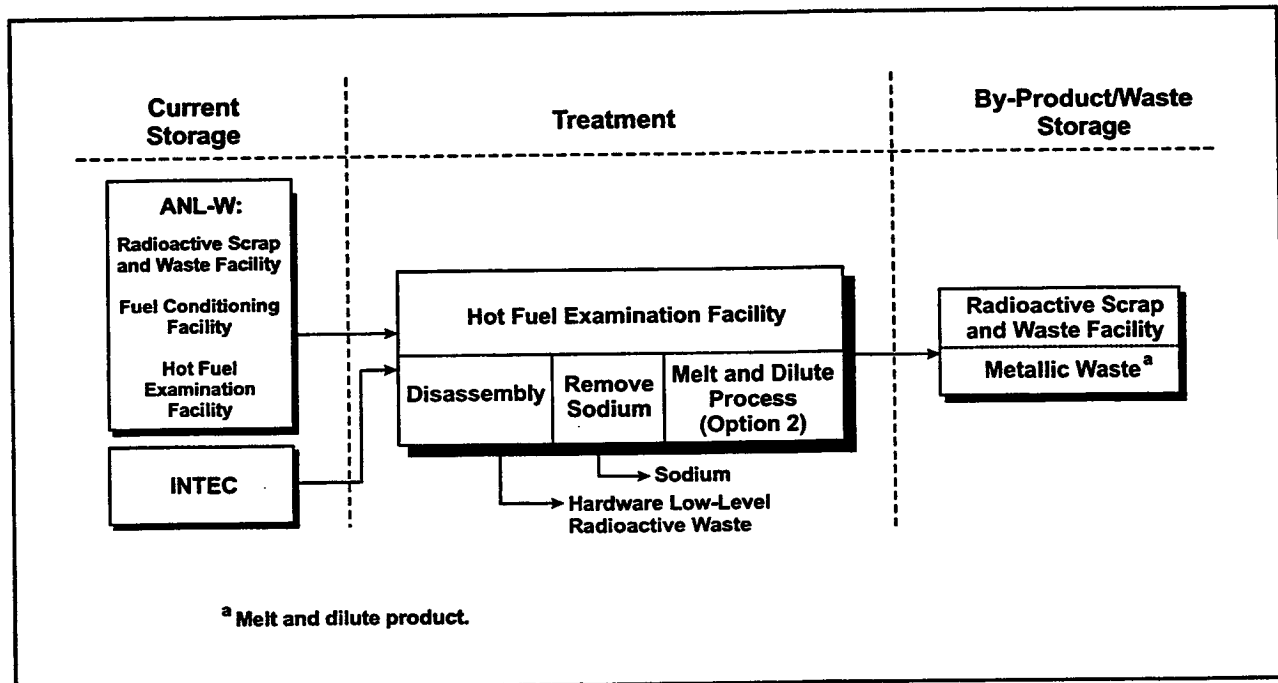 Current
Storage
Treatment
By-Product/Waste
Storage
ANL-W:
Radioactive Scrap
and Waste Facility
Fuel Conditioning
Facility
Hot Fuel
Examination
Facility
INTEC
Hot Fuel Examination Facility
Disassembly
Remove
Sodium
Melt and Dilute
Process
(Option 2)
Sodium
Hardware Low-Level
Radioactive Waste
Radioactive Scrap
and Waste Facility
Metallic Waste a
a Melt and dilute product.